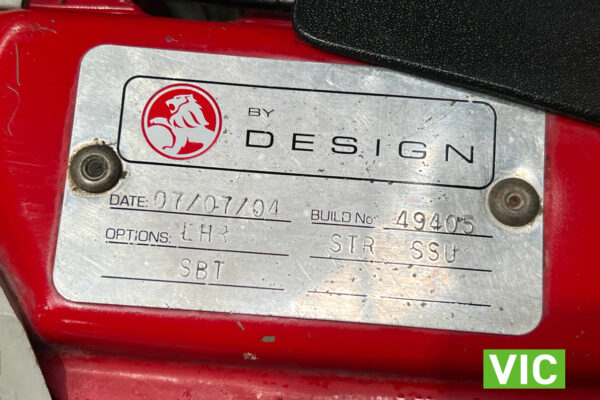 BY
DESIGN
DATE: 07/07/04 BUILD No: 49405
OPTIONS: LHR STR SSU
SBT
VIC